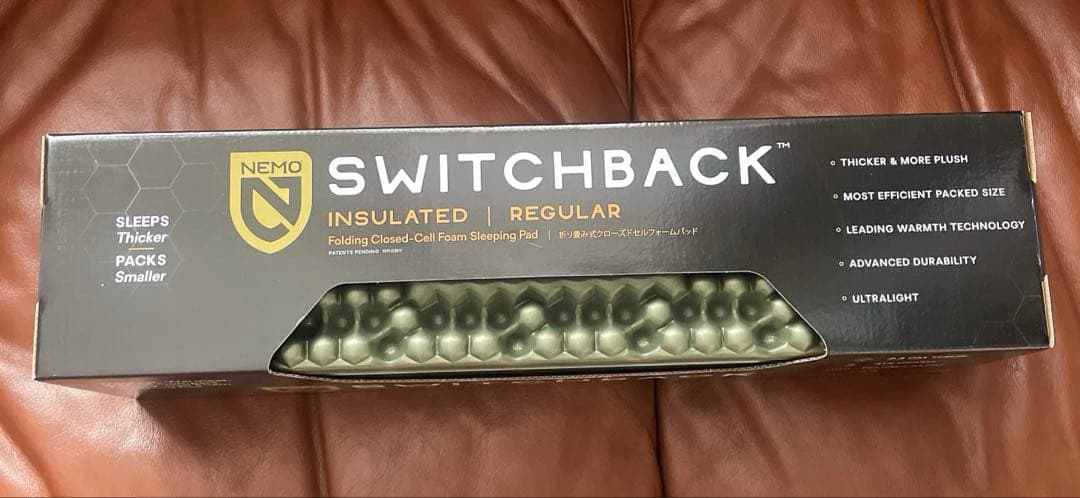 SLEEPS
Thicker
PACKS
Smaller
NEMO
SWITCHBACK™
INSULATED | REGULAR
Folding Closed-Cell Foam Sleeping Pad | 折り畳み式クローズドセルフォームパッド
PATENTS PENDING
THICKER & MORE PLUSH
MOST EFFICIENT PACKED SIZE
LEADING WARMTH TECHNOLOGY
ADVANCED DURABILITY
ULTRALIGHT